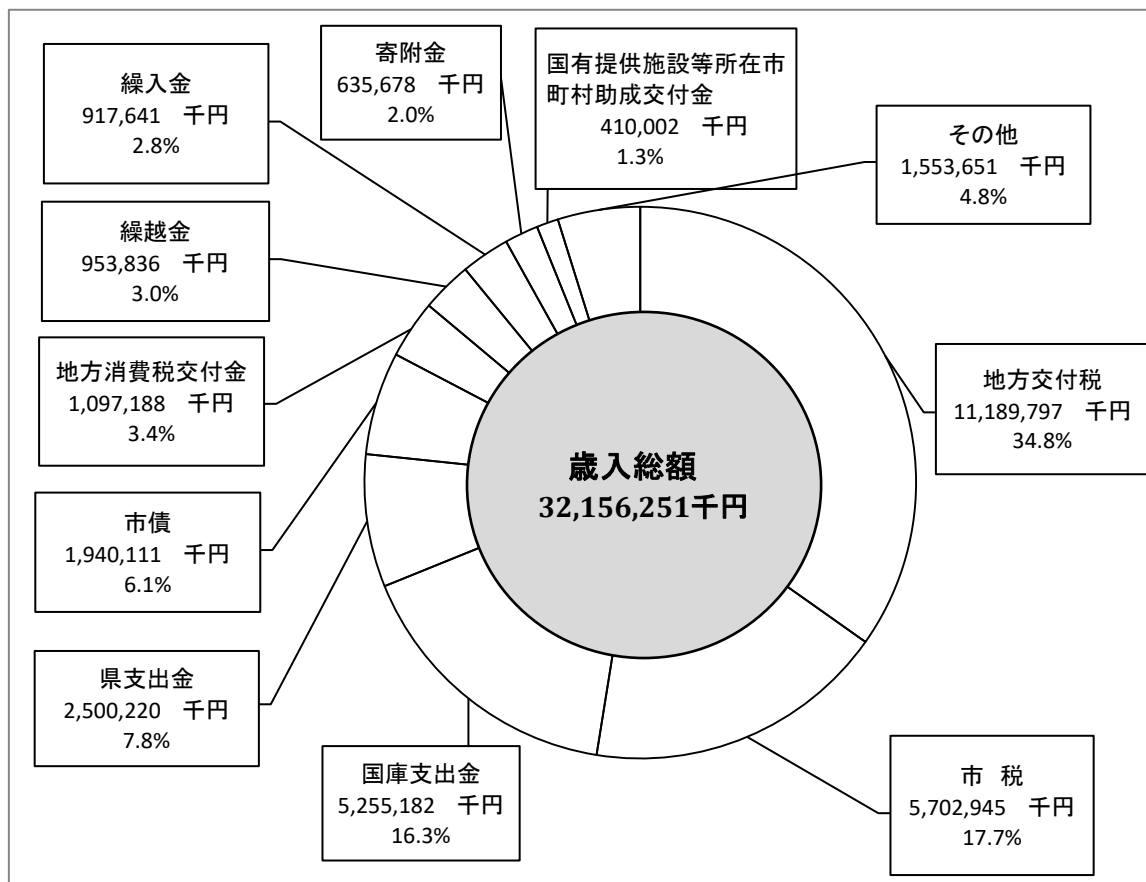 繰入金
917,641　千円
2.8%
寄附金
635,678　千円
2.0%
国有提供施設等所在市
町村助成交付金
410,002　千円
1.3%
その他
1,553,651　千円
4.8%
繰越金
953,836　千円
3.0%
地方消費税交付金
1,097,188　千円
3.4%
地方交付税
11,189,797　千円
34.8%
歳入総額
32,156,251千円
市債
1,940,111　千円
6.1%
県支出金
2,500,220　千円
7.8%
国庫支出金
5,255,182　千円
16.3%
市　税
5,702,945　千円
17.7%